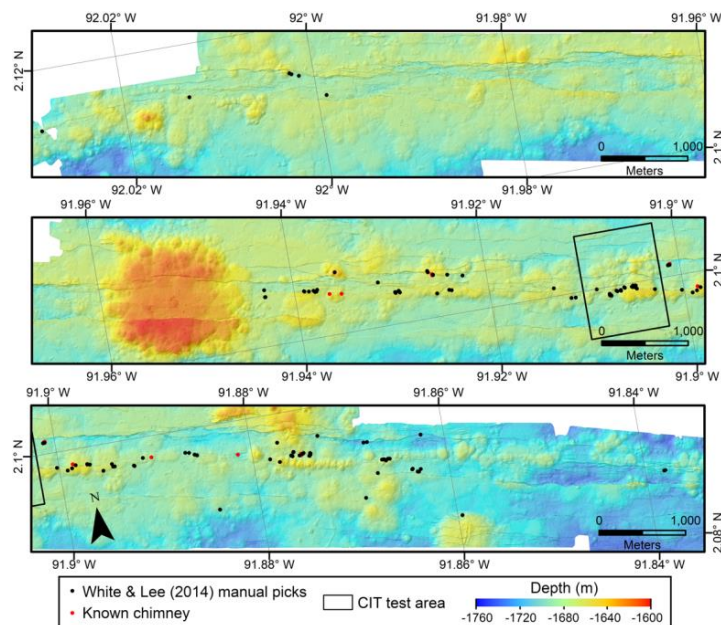 92.02° W 92° W 91.98° W 91.96° W
2.12° N
2.1° N
0 1,000
Meters
92.02° W 92° W 91.98° W
91.96° W 91.94° W 91.92° W 91.9° W
2.1° N
2.1° N
0 1,000
Meters
91.96° W 91.94° W 91.92° W 91.9° W
91.9° W 91.88° W 91.86° W 91.84° W
2.1° N
N
2.08° N
0 1,000
Meters
91.90° W 91.88° W 91.86° W 91.84° W
White & Lee (2014) manual picks
Known chimney
CIT test area
Depth (m)
-1760 -1720 -1680 -1640 -1600